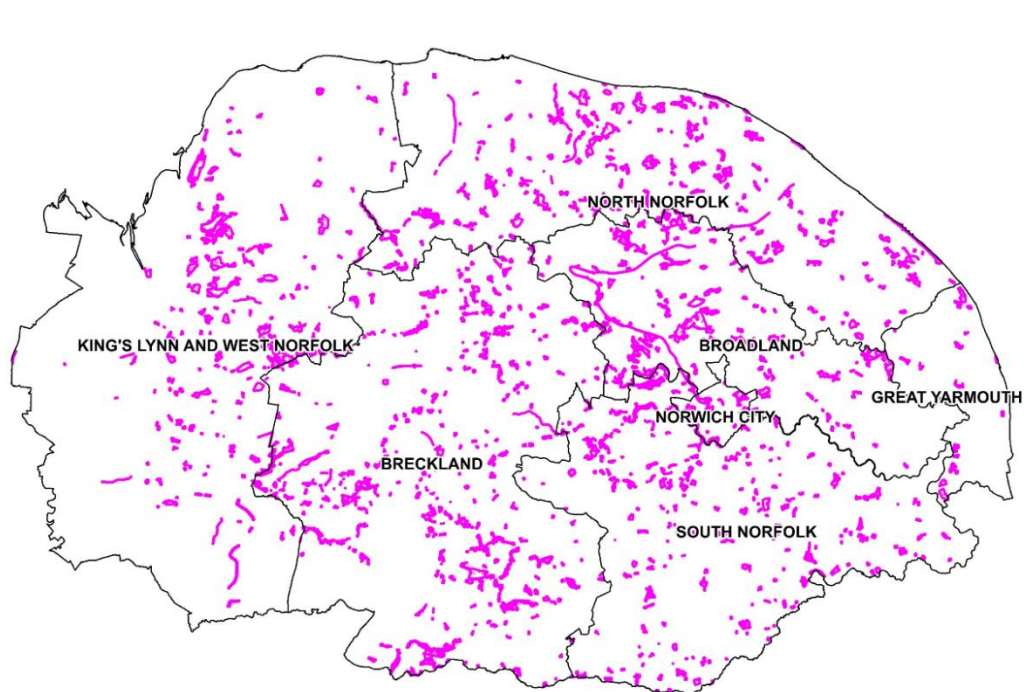 NORTH NORFOLK
KING'S LYNN AND WEST NORFOLK
BROADLAND
GREAT YARMOUTH
NORWICH CITY
BRECKLAND
SOUTH NORFOLK